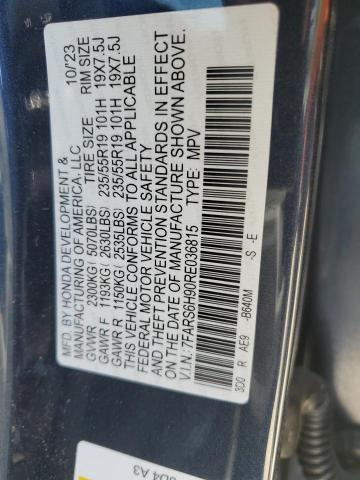 MFD.BY HONDA DEVELOPMENT & 10/'23
MANUFACTURING OF AMERICA, LLC
TIRE SIZE RIM SIZE
GVWR 2300KG( 5070LBS)
GAWR F 1193KG( 2630LBS) 235/55R19 101H 19X7.5J
GAWR R 1150KG( 2535LBS) 235/55R19 101H 19X7.5J
THIS VEHICLE CONFORMS TO ALL APPLICABLE
FEDERAL MOTOR VEHICLE SAFETY
AND THEFT PREVENTION STANDARDS IN EFFECT
ON THE DATE OF MANUFACTURE SHOWN ABOVE.
V.I.N.:7FARS6H90RE036815 TYPE: MPV
3D0 R AE9 -B640M -S -E
D4 A3